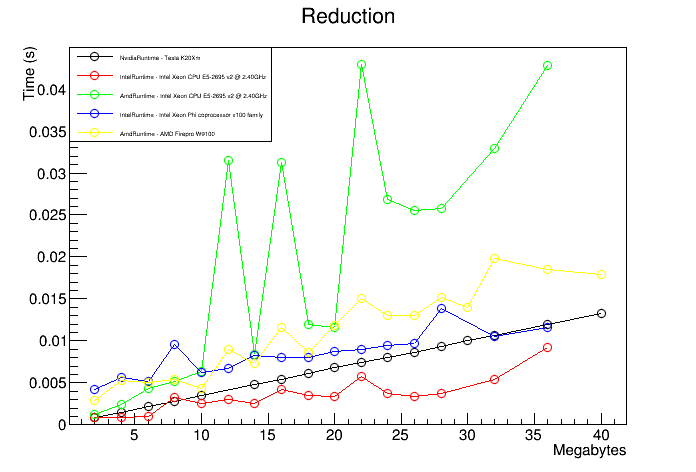 Reduction
Time (s)
NvidiaRuntime - Tesla K20Xm
IntelRuntime - Intel Xeon CPU E5-2695 v2 @ 2.40GHz
AmdRuntime - Intel Xeon CPU E5-2695 v2 @ 2.40GHz
IntelRuntime - Intel Xeon Phi coprocessor x100 family
AmdRuntime - AMD Firepro W9100
0.04
0.035
0.03
0.025
0.02
0.015
0.01
0.005
0
5 10 15 20 25 30 35 40
Megabytes